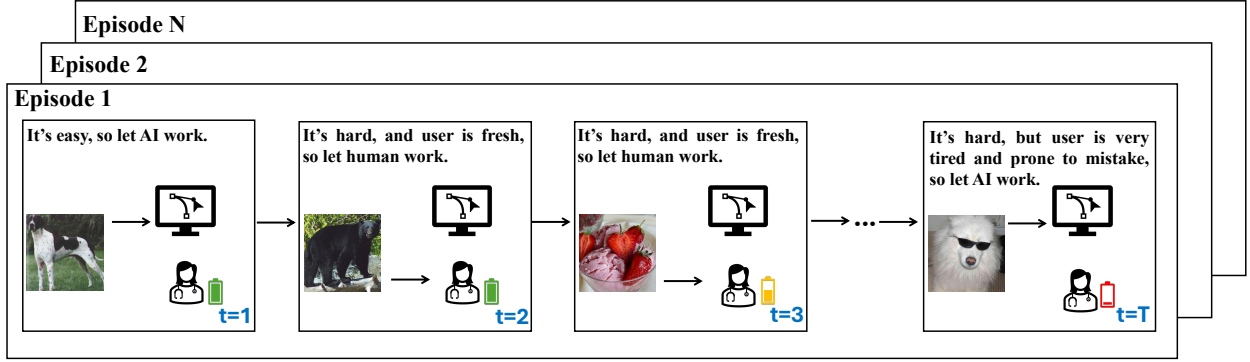 Episode N
Episode 2
Episode 1
It's easy, so let AI work.
t=1
It's hard, and user is fresh,
so let human work.
t=2
It's hard, and user is fresh,
so let human work.
t=3
...
It's hard, but user is very
tired and prone to mistake,
so let AI work.
t=T